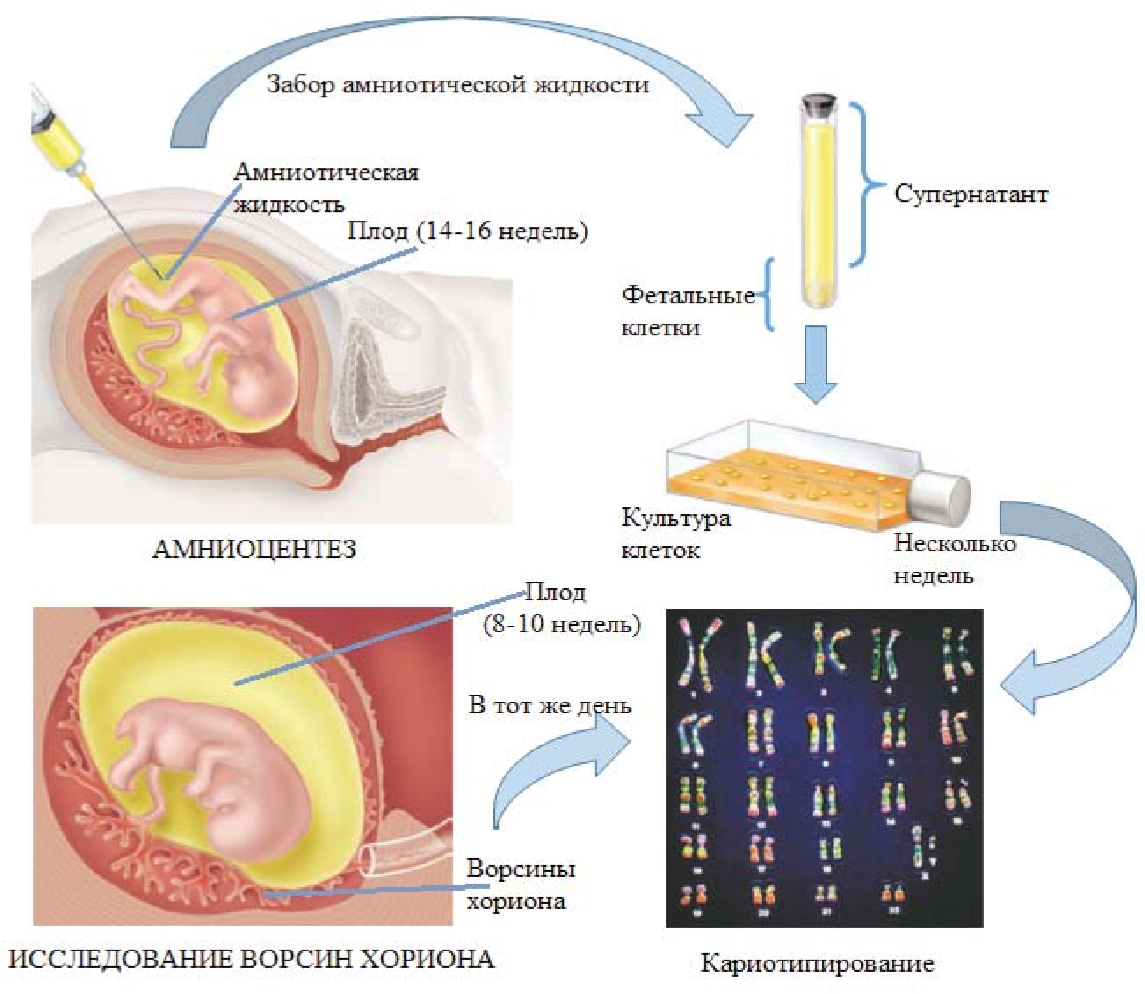 Забор амниотической жидкости
Амниотическая
жидкость
Плод (14-16 недель)
Супернатант
Фетальные
клетки
Культура
клеток
Несколько
недель
АМНИОЦЕНТЕЗ
Плод
(8-10 недель)
В тот же день
Ворсины
хориона
ИССЛЕДОВАНИЕ ВОРСИН ХОРИОНА
Кариотипирование